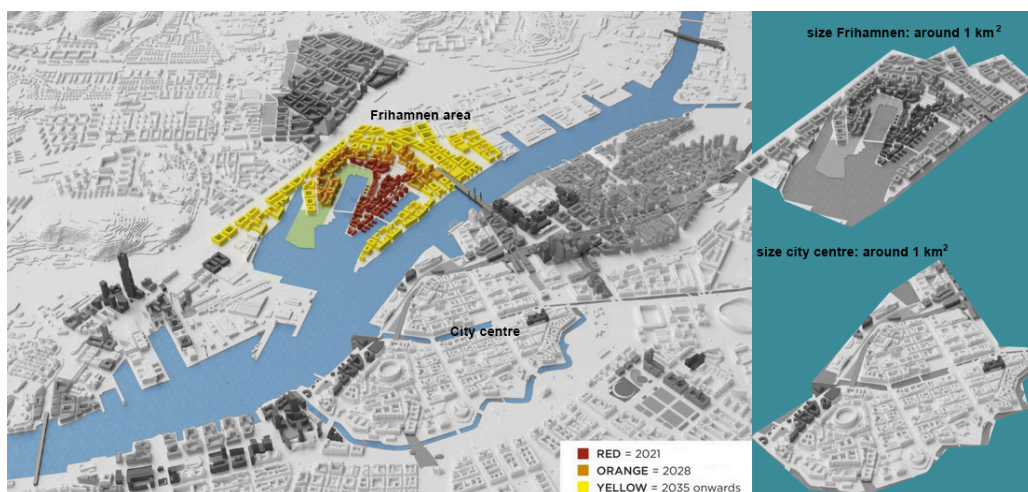 size Frihamnen: around 1 km²
Frihamnen area
size city centre: around 1 km²
City centre
RED = 2021
ORANGE = 2028
YELLOW = 2035 onwards